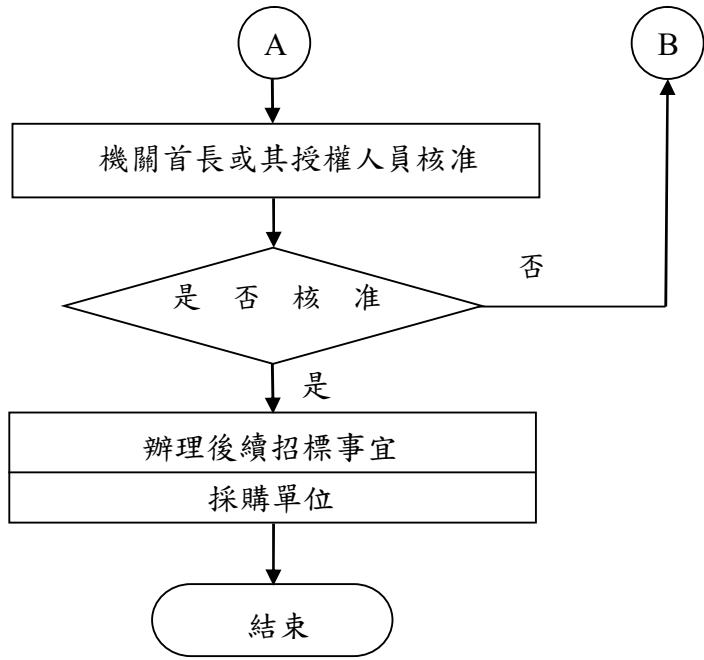 A
B
機關首長或其授權人員核准
否
是 否 核 准
是
辦理後續招標事宜
採購單位
結束